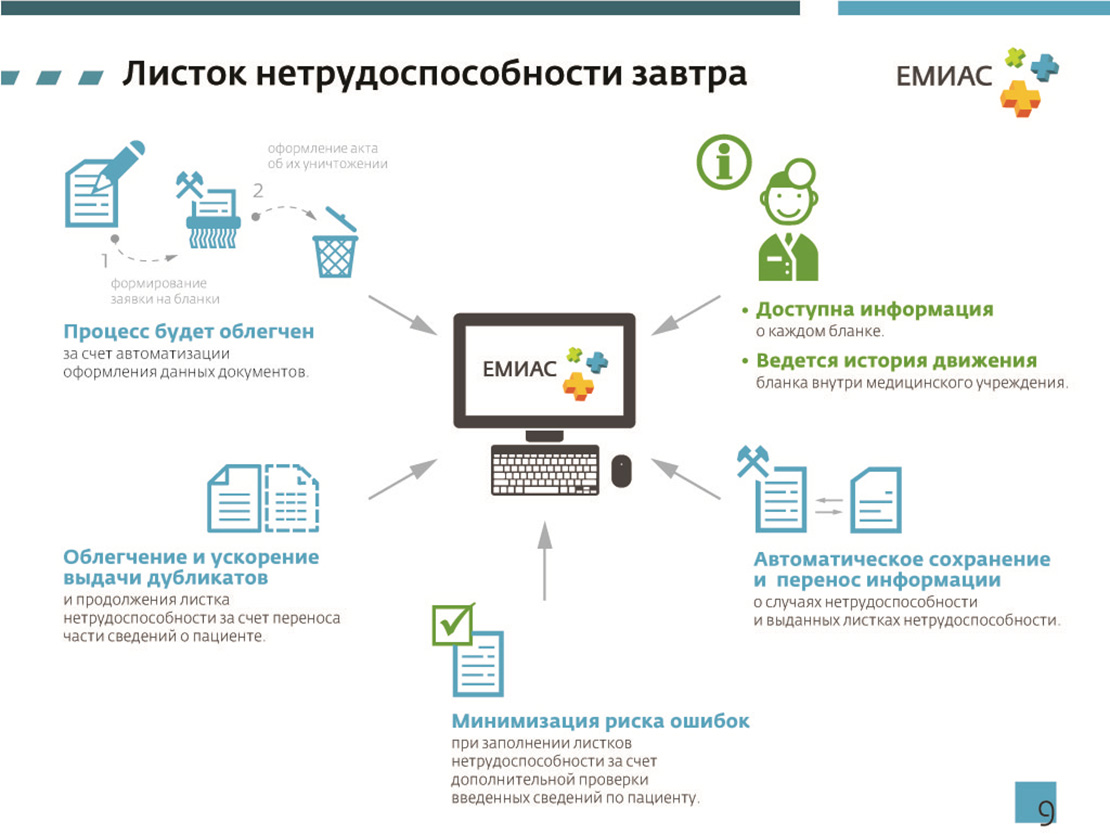 Листок нетрудоспособности завтра
ЕМИАС
оформление акта
об их уничтожении
2
1
формирование
заявки на бланки
Процесс будет облегчен
за счет автоматизации
оформления данных документов.
• Доступна информация
о каждом бланке.
• Ведется история движения
бланка внутри медицинского учреждения.
ЕМИАС
Облегчение и ускорение
выдачи дубликатов
и продолжения листка
нетрудоспособности за счет переноса
части сведений о пациенте.
Автоматическое сохранение
и перенос информации
о случаях нетрудоспособности
и выданных листках нетрудоспособности.
Минимизация риска ошибок
при заполнении листков
нетрудоспособности за счет
дополнительной проверки
введенных сведений по пациенту.
9